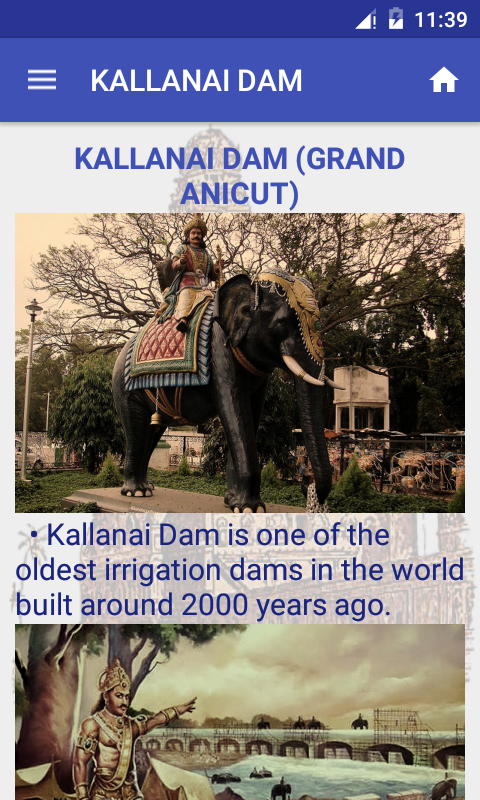 11:39
KALLANAI DAM
KALLANAI DAM (GRAND
ANICUT)
• Kallanai Dam is one of the
oldest irrigation dams in the world
built around 2000 years ago.